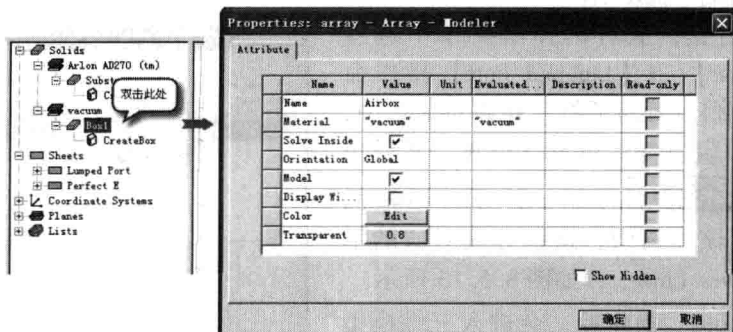 Solids
Arlon AD270 (tm)
Subst
C
双击此处
vacuum
Box1
CreateBox
Sheets
Lumped Port
Perfect E
Coordinate Systems
Planes
Lists
Properties: array - Array - Modeler
Attribute
Name Value Unit Evaluated... Description Read-only
Name Airbox
Material "vacuum" "vacuum"
Solve Inside
Orientation Global
Model
Display Wi...
Color Edit
Transparent 0.8
Show Hidden
确定 取消